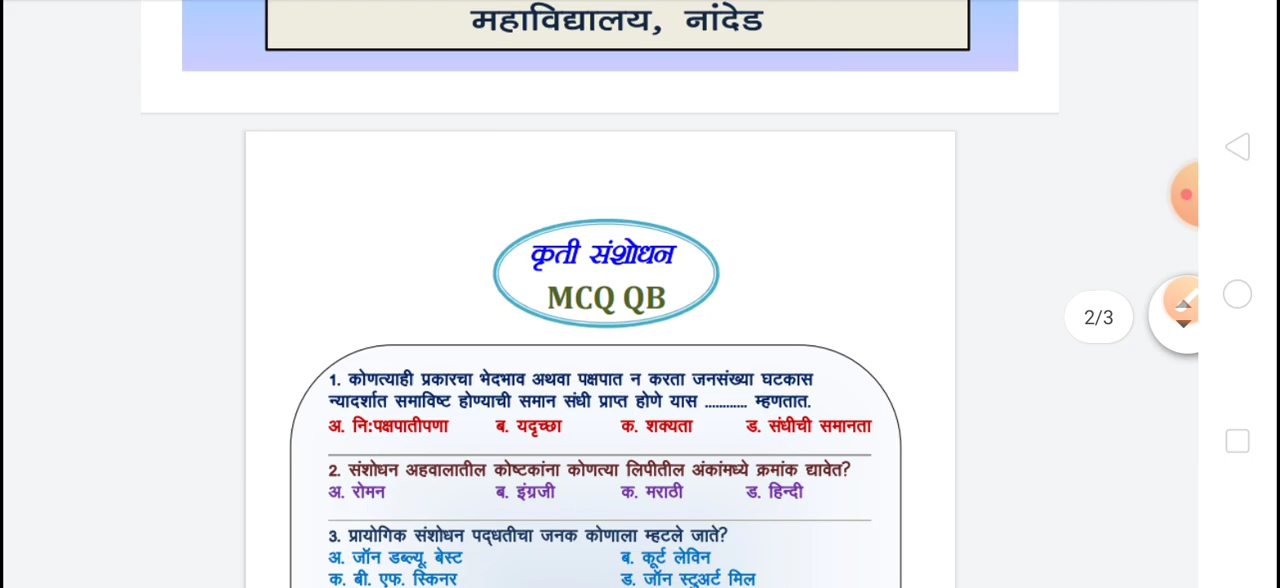 महाविद्यालय, नांदेड
कृती संशोधन
MCQ QB
1. कोणत्याही प्रकारचा भेदभाव अथवा पक्षपात न करता जनसंख्या घटकास
न्यादर्शात समाविष्ट होण्याची समान संधी प्राप्त होणे यास ............ म्हणतात.
अ. नि:पक्षपातीपणा ब. यदृच्छा क. शक्यता ड. संधीची समानता
2. संशोधन अहवालातील कोष्टकांना कोणत्या लिपीतील अंकांमध्ये क्रमांक द्यावेत?
अ. रोमन ब. इंग्रजी क. मराठी ड. हिन्दी
3. प्रायोगिक संशोधन पद्धतीचा जनक कोणाला म्हटले जाते?
अ. जॉन डब्ल्यू. बेस्ट ब. कूर्ट लेविन
क. बी. एफ. स्किनर ड. जॉन स्टुअर्ट मिल
2/3